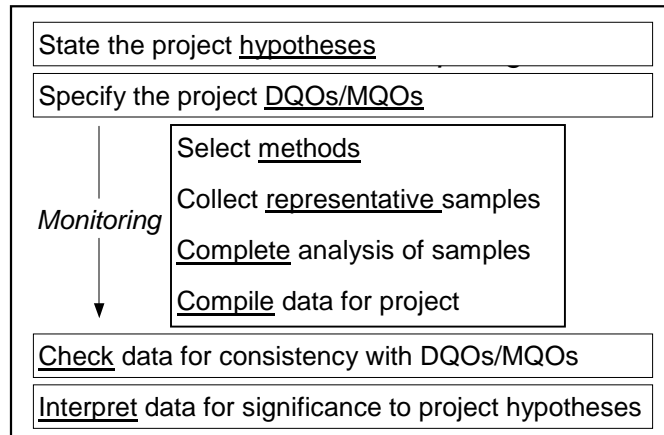 State the project hypotheses
Specify the project DQOs/MQOs
Select methods
Collect representative samples
Monitoring
Complete analysis of samples
Compile data for project
Check data for consistency with DQOs/MQOs
Interpret data for significance to project hypotheses